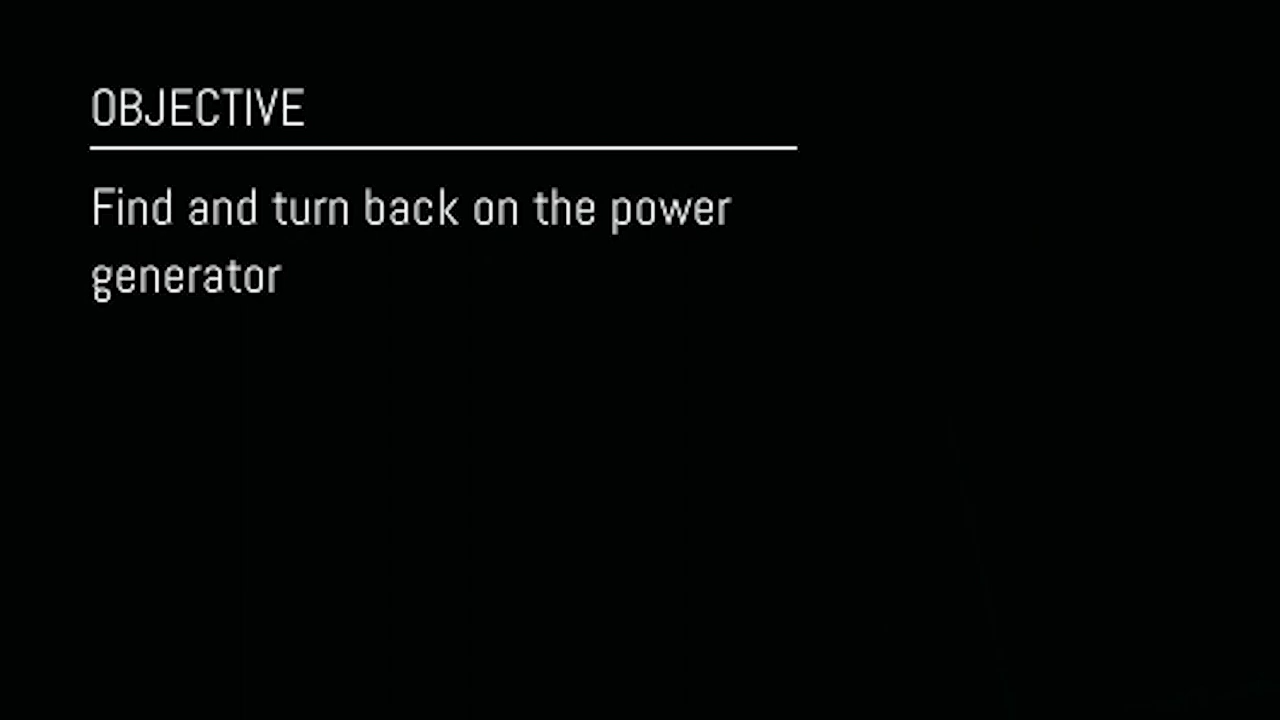 OBJECTIVE
Find and turn back on the power
generator